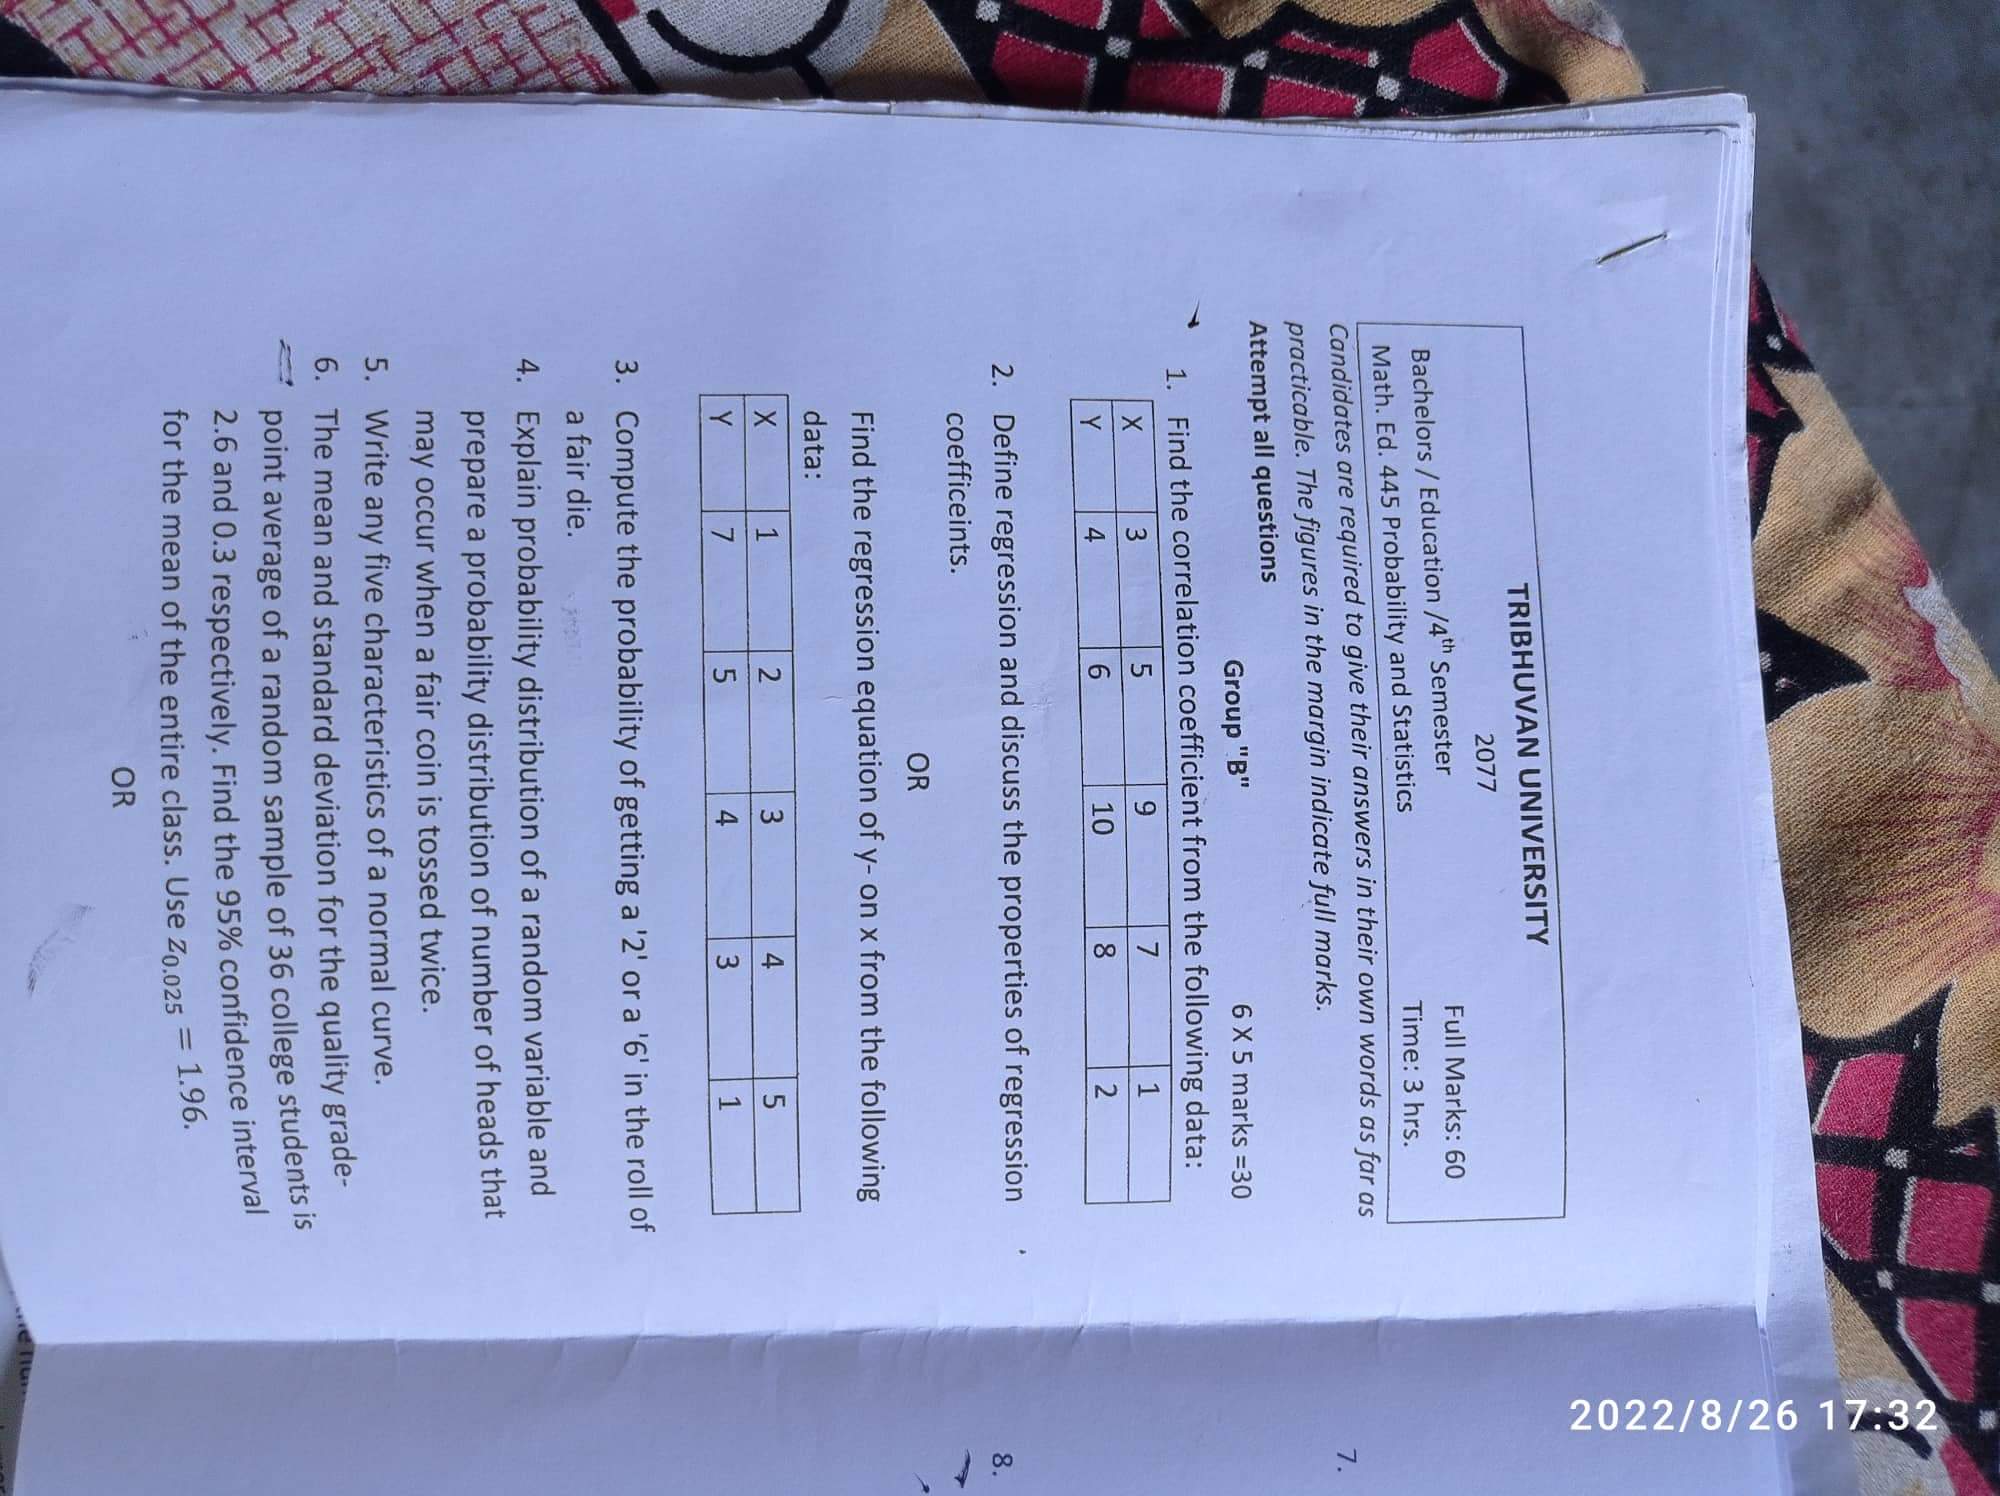 2022/8/26 17:32
TRIBHUVAN UNIVERSITY
2077
Bachelors / Education /4th Semester Full Marks: 60
Math. Ed. 445 Probability and Statistics Time: 3 hrs.
Candidates are required to give their answers in their own words as far as
practicable. The figures in the margin indicate full marks.
Attempt all questions
Group "B" 6 X 5 marks =30
1. Find the correlation coefficient from the following data:
X 3 5 9 7 1
Y 4 6 10 8 2
2. Define regression and discuss the properties of regression
coefficeints.
OR
Find the regression equation of y- on x from the following
data:
X 1 2 3 4 5
Y 7 5 4 3 1
3. Compute the probability of getting a '2' or a '6' in the roll of
a fair die.
4. Explain probability distribution of a random variable and
prepare a probability distribution of number of heads that
may occur when a fair coin is tossed twice.
5. Write any five characteristics of a normal curve.
6. The mean and standard deviation for the quality grade-
point average of a random sample of 36 college students is
2.6 and 0.3 respectively. Find the 95% confidence interval
for the mean of the entire class. Use z0.025 = 1.96.
OR
7.
8.